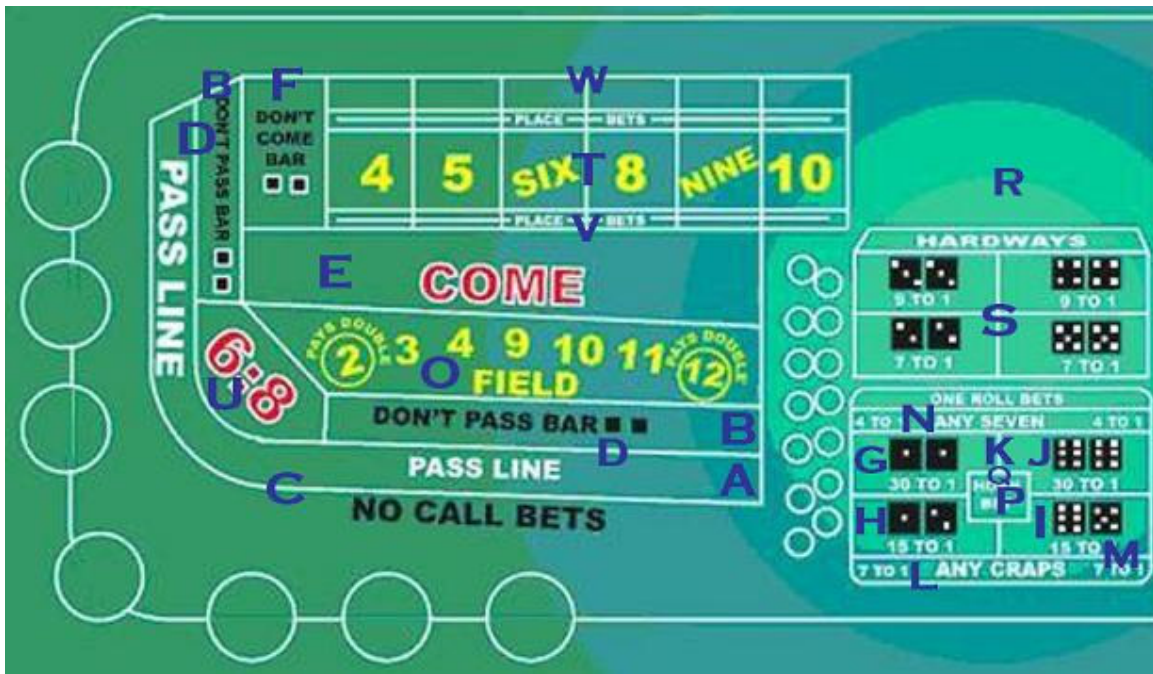 B
F
W
DON'T
COME
BAR
PLACE BETS
D
DON'T PASS BAR
PASS LINE
4 5 SIX T 8 NINE 10
PLACE BETS
V
R
HARDWAYS
9 TO 1 9 TO 1
S
7 TO 1 7 TO 1
E
COME
PAYS DOUBLE
2 3 4 9 10 11 12
PAYS DOUBLE
O
FIELD
6-8
U
DON'T PASS BAR
B
D
PASS LINE
A
C
NO CALL BETS
ONE ROLL BETS
4 TO 1 ANY SEVEN 4 TO 1
N
G K J
30 TO 1 30 TO 1
Q
P
H I
15 TO 1 15 TO
M
7 TO 1 ANY CRAPS 7 TO 1
L